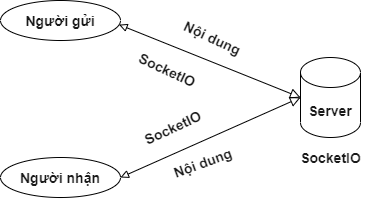 Người gửi
Nội dung
SocketIO
Server
SocketIO
SocketIO
Nội dung
Người nhận